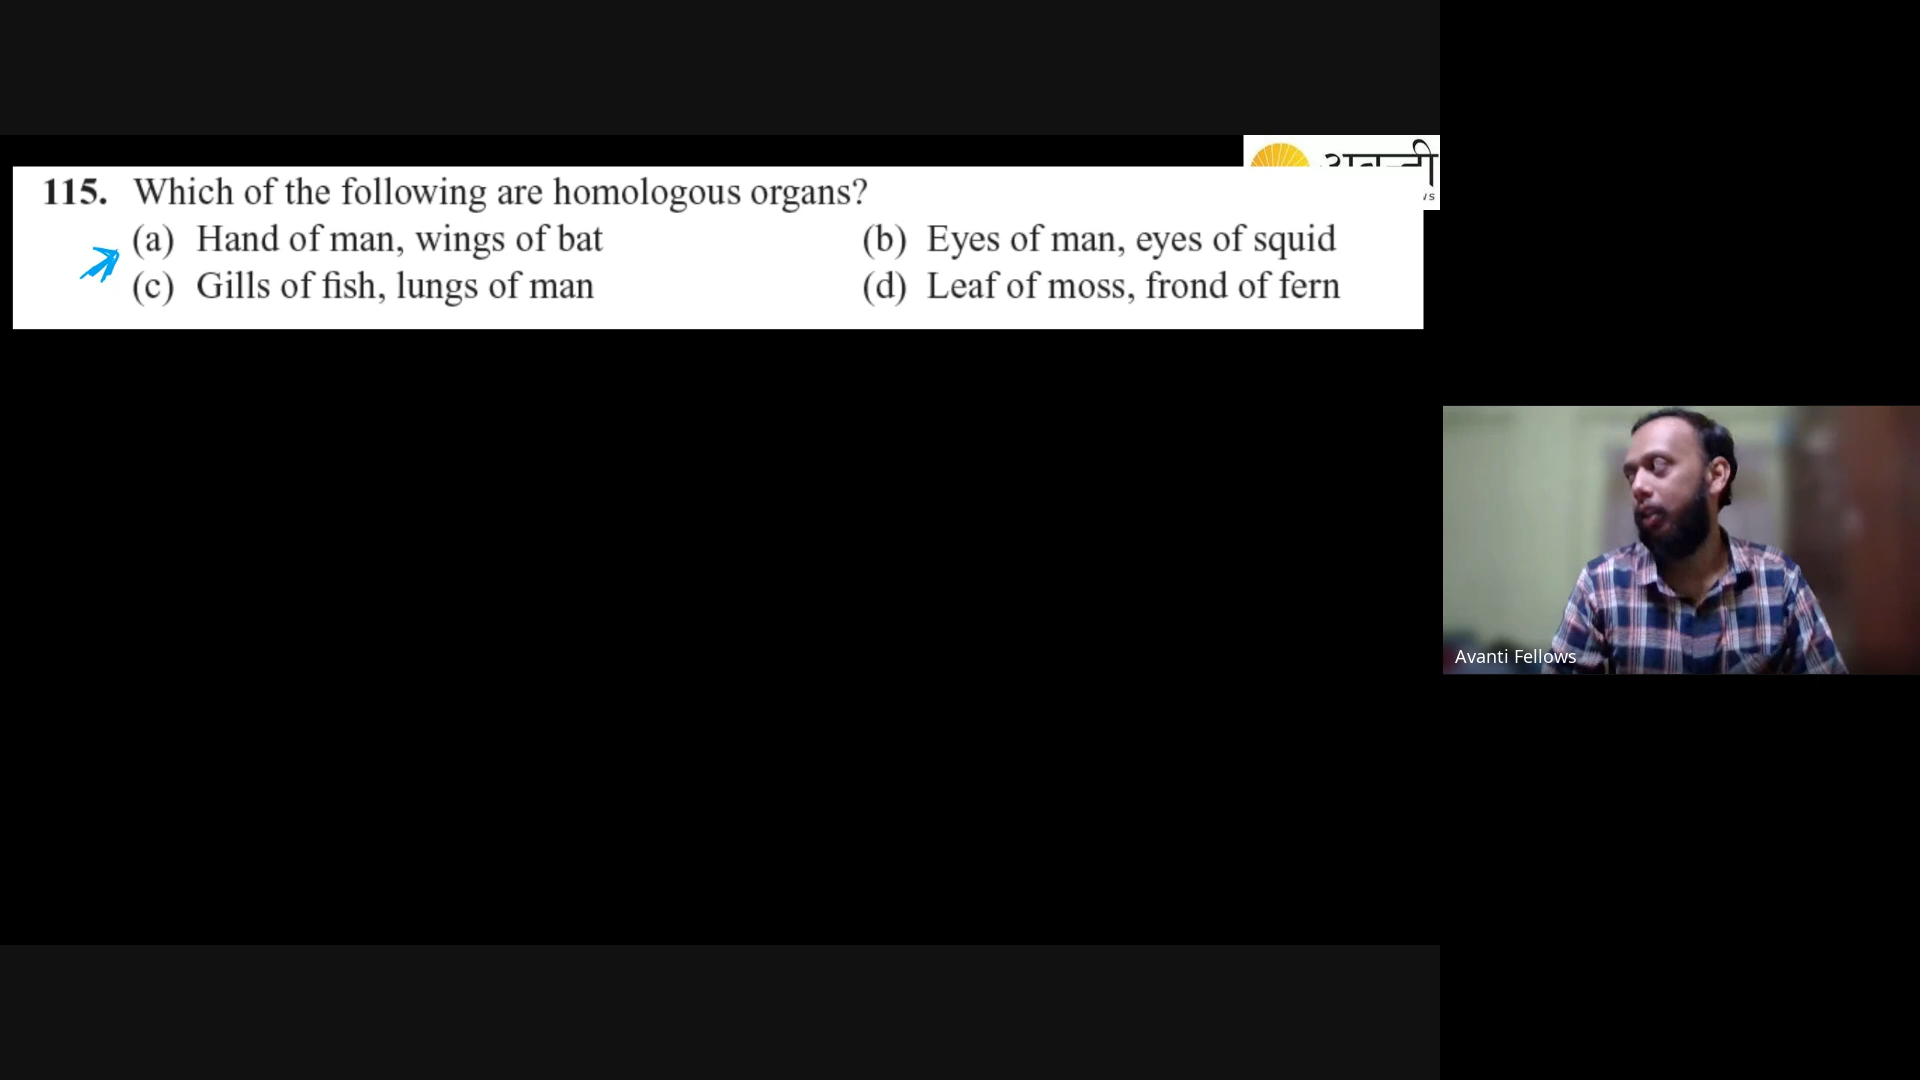 115. Which of the following are homologous organs?
(a) Hand of man, wings of bat (b) Eyes of man, eyes of squid
(c) Gills of fish, lungs of man (d) Leaf of moss, frond of fern
Avanti Fellows